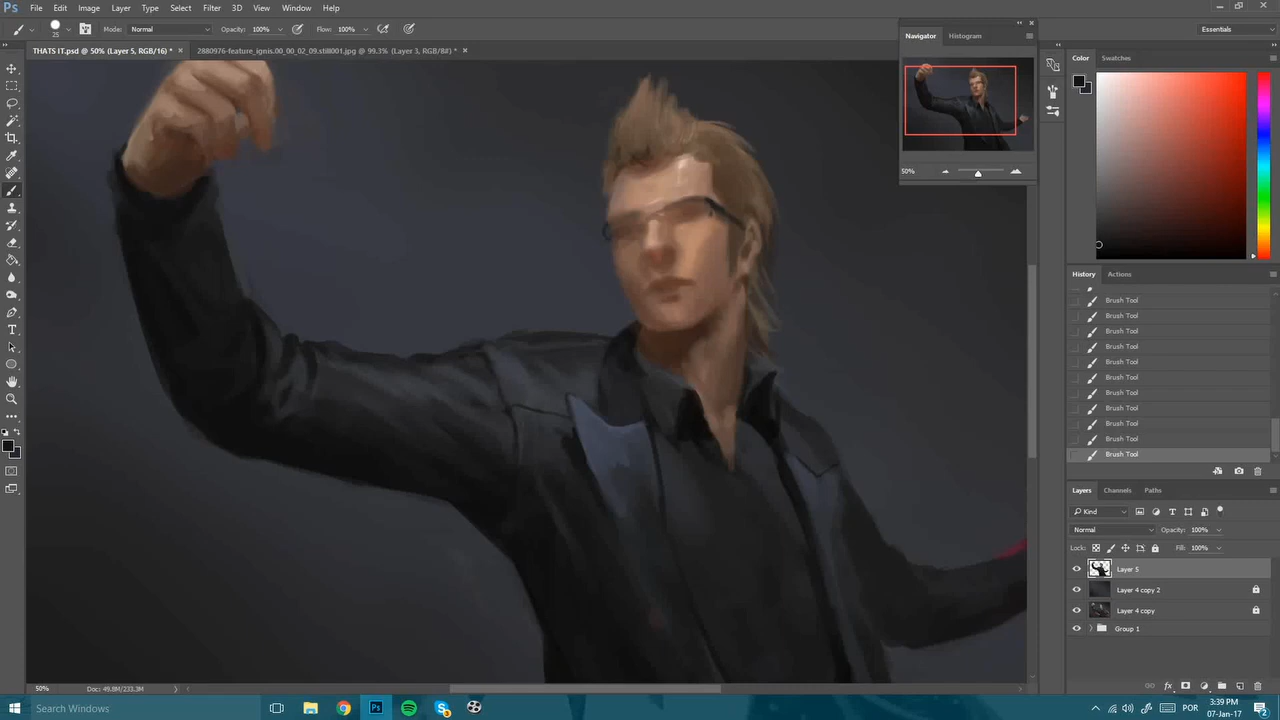 Ps File Edit Image Layer Type Select Filter 3D View Window Help
25 Mode: Normal Opacity: 100% Flow: 100%
THATS IT.psd @ 50% (Layer 5, RGB/16) * × 2880976-feature_ignis.00_00_02_09.still001.jpg @ 99.3% (Layer 3, RGB/8#) * ×
Essentials
Navigator Histogram
50%
Color Swatches
History Actions
Brush Tool
Brush Tool
Brush Tool
Brush Tool
Brush Tool
Brush Tool
Brush Tool
Brush Tool
Brush Tool
Brush Tool
Brush Tool
Layers Channels Paths
Kind
Normal Opacity: 100%
Lock: Fill: 100%
Layer 5
Layer 4 copy 2
Layer 4 copy
Group 1
50% Doc: 49.8M/233.3M
Search Windows
Ps
POR
3:39 PM
07-Jan-17
2